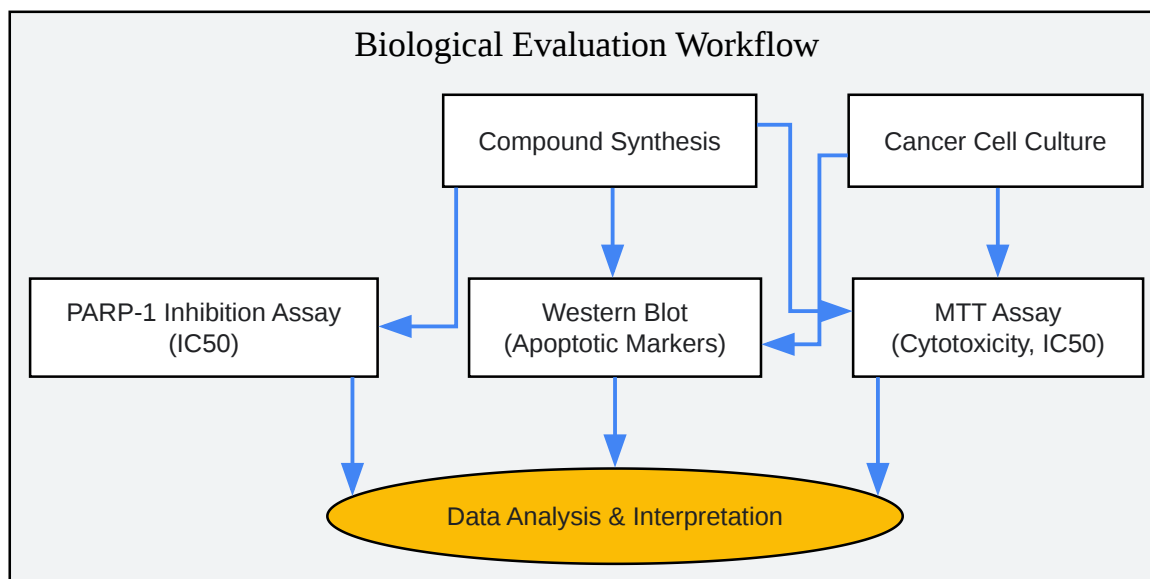 Biological Evaluation Workflow
Compound Synthesis
Cancer Cell Culture
PARP-1 Inhibition Assay
(IC50)
Western Blot
(Apoptotic Markers)
MTT Assay
(Cytotoxicity, IC50)
Data Analysis & Interpretation